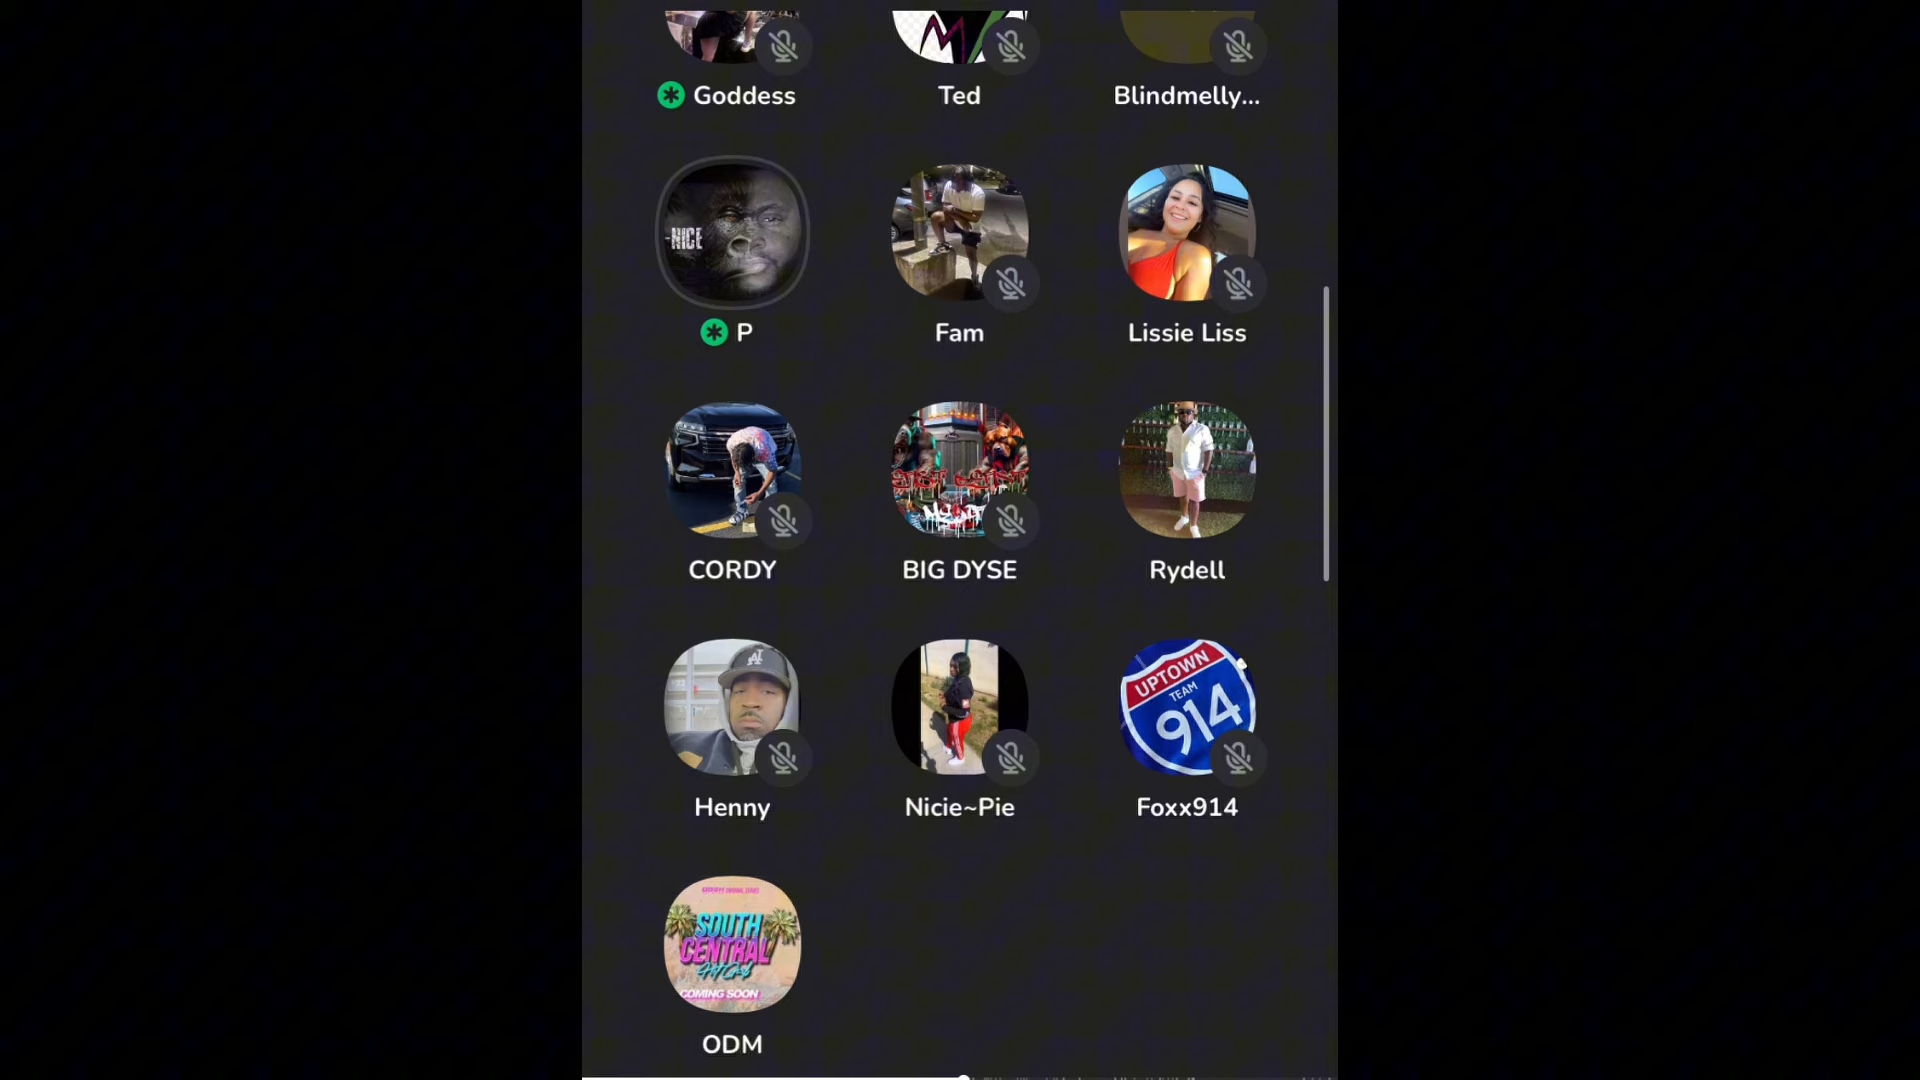 Goddess
Ted
Blindmelly...
-NICE
P
Fam
Lissie Liss
CORDY
BIG DYSE
Rydell
Henny
Nicie~Pie
UPTOWN
TEAM
914
Foxx914
SOUTH
CENTRAL
COMING SOON
ODM